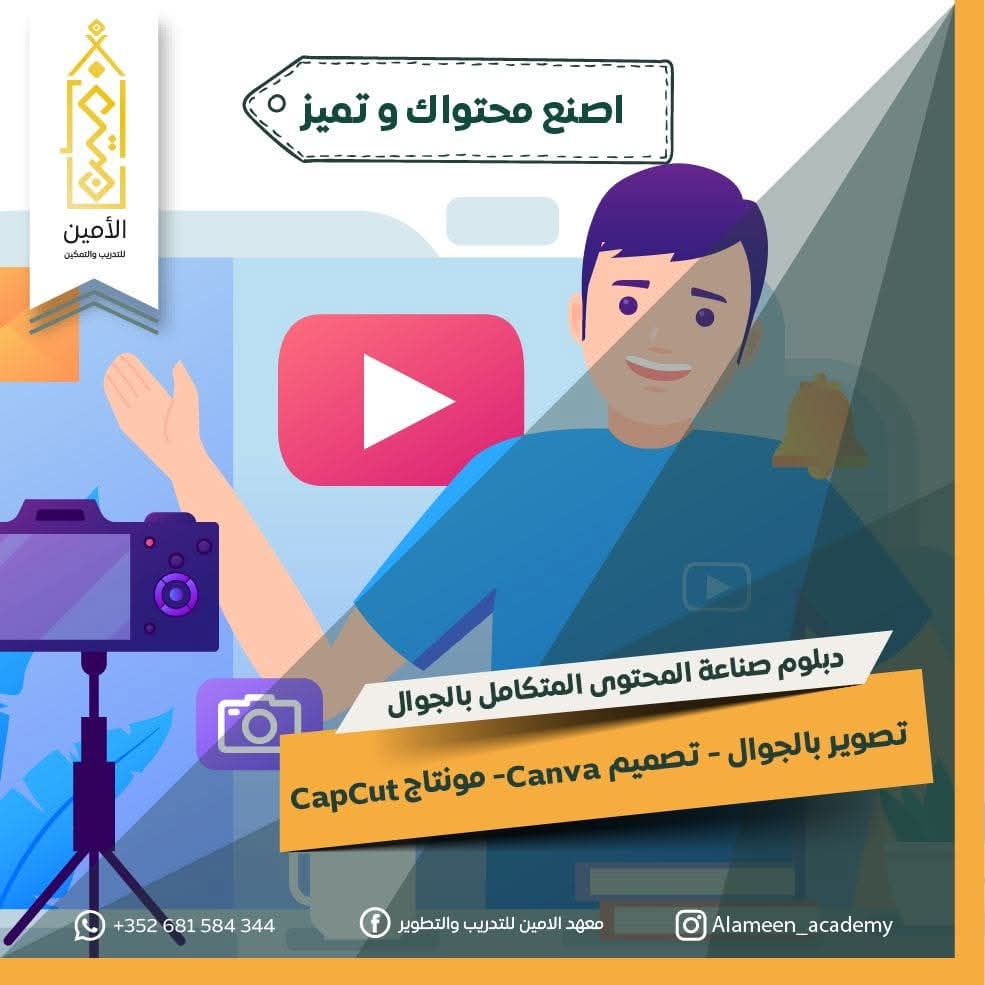 الأمين
للتدريب والتمكين
اصنع محتواك و تميز
دبلوم صناعة المحتوى المتكامل بالجوال
تصوير بالجوال - تصميم Canva- مونتاج CapCut
+352 681 584 344
معهد الامين للتدريب والتطوير
Alameen_academy